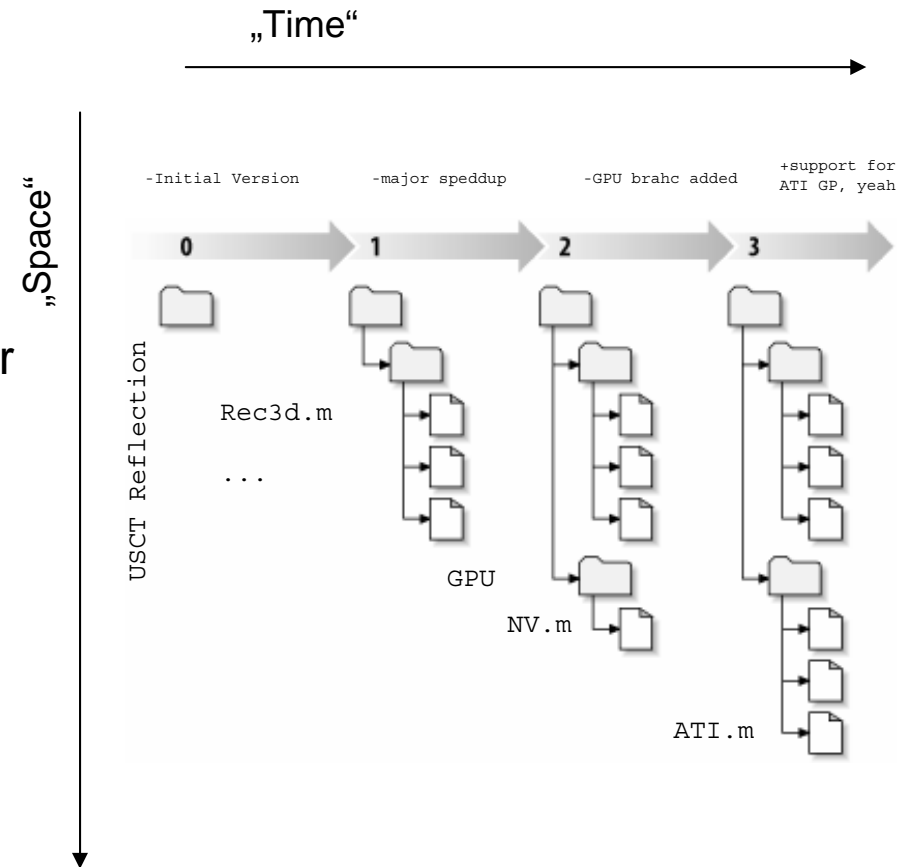 „Time“
„Space“
-Initial Version
-major speddup
-GPU brahc added
+support for
ATI GP, yeah
0
1
2
3
r
USCT Reflection
Rec3d.m
...
GPU
NV.m
ATI.m